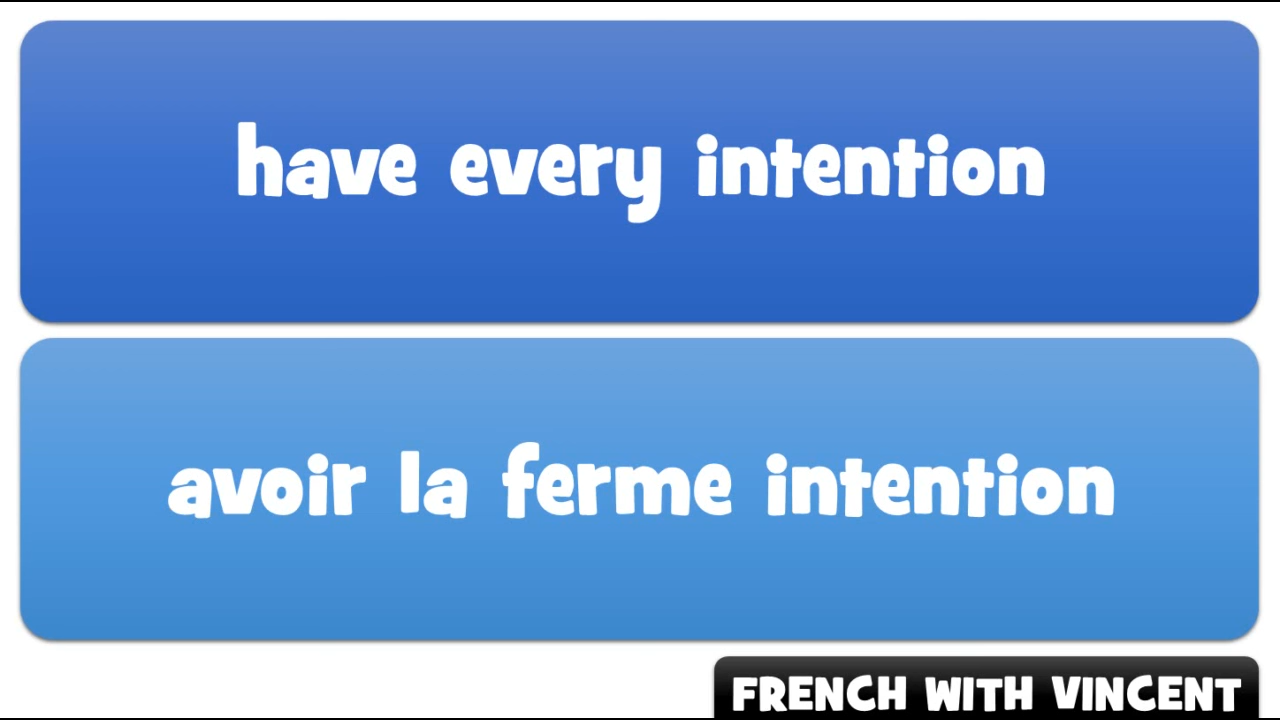 have every intention
avoir la ferme intention
FRENCH WITH VINCENT